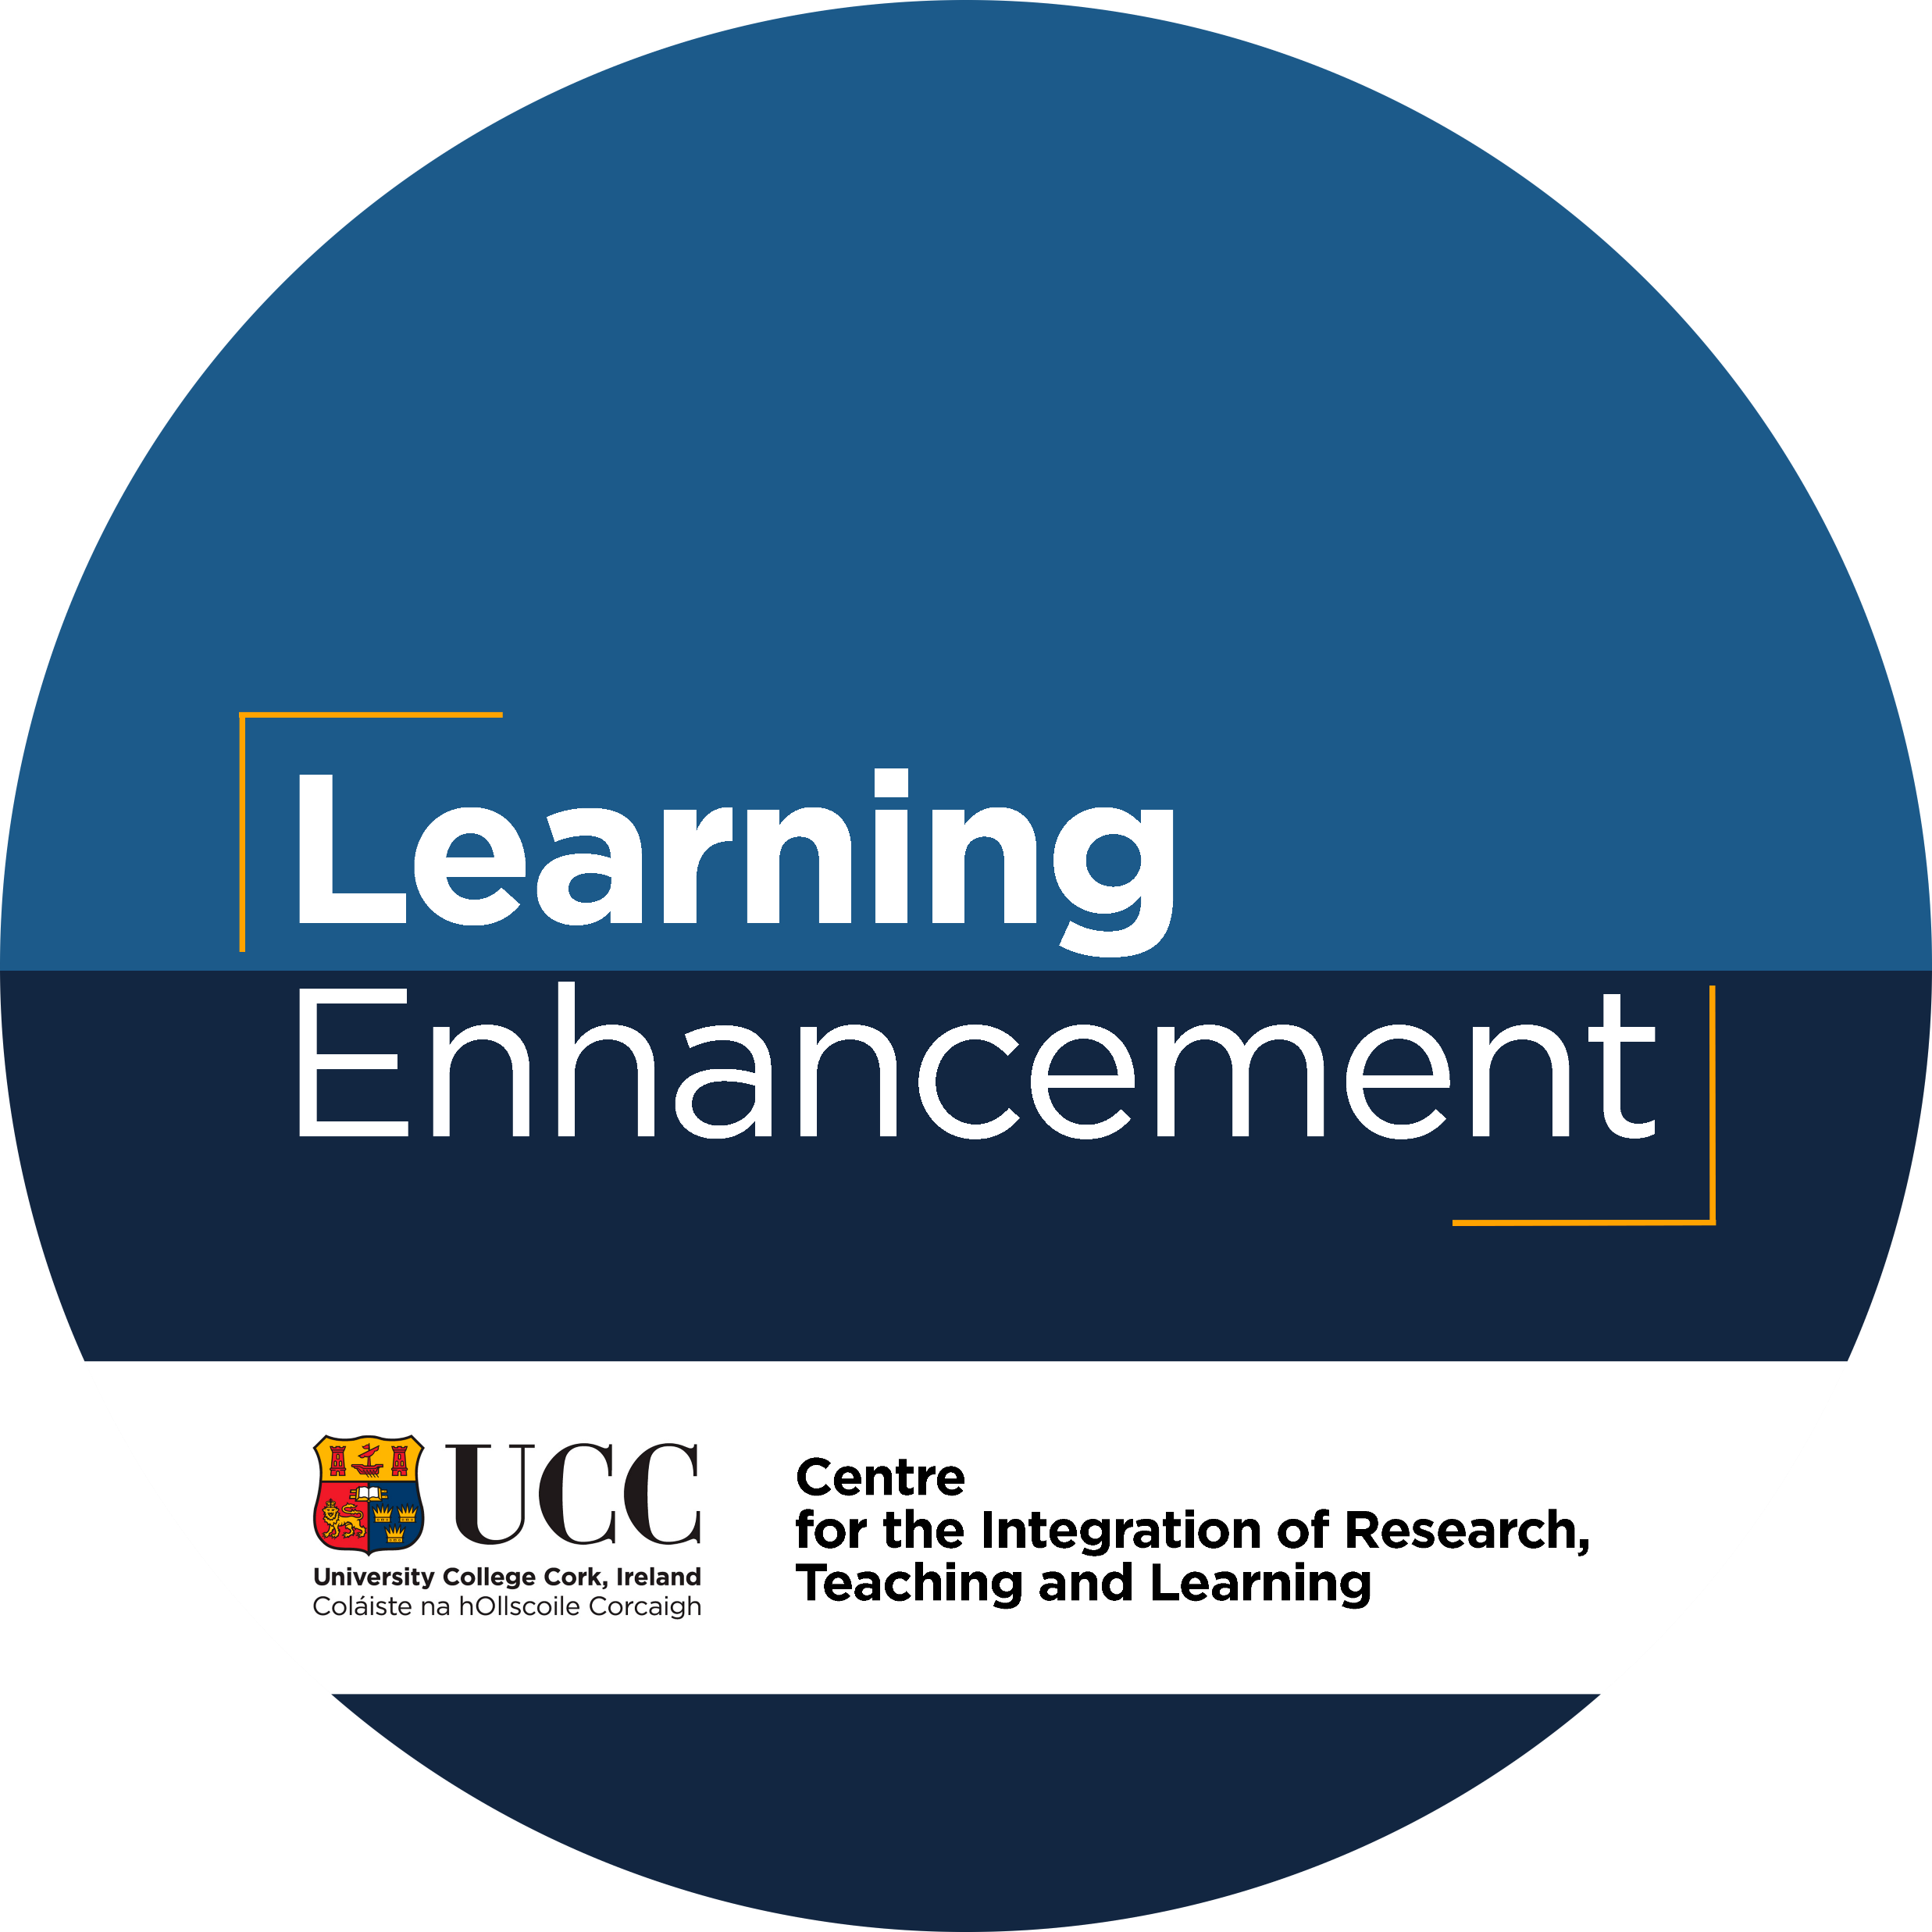 Learning
Enhancement
UCC
University College Cork, Ireland
Coláiste na hOllscoile Corcaigh
Centre
for the Integration of Research,
Teaching and Learning